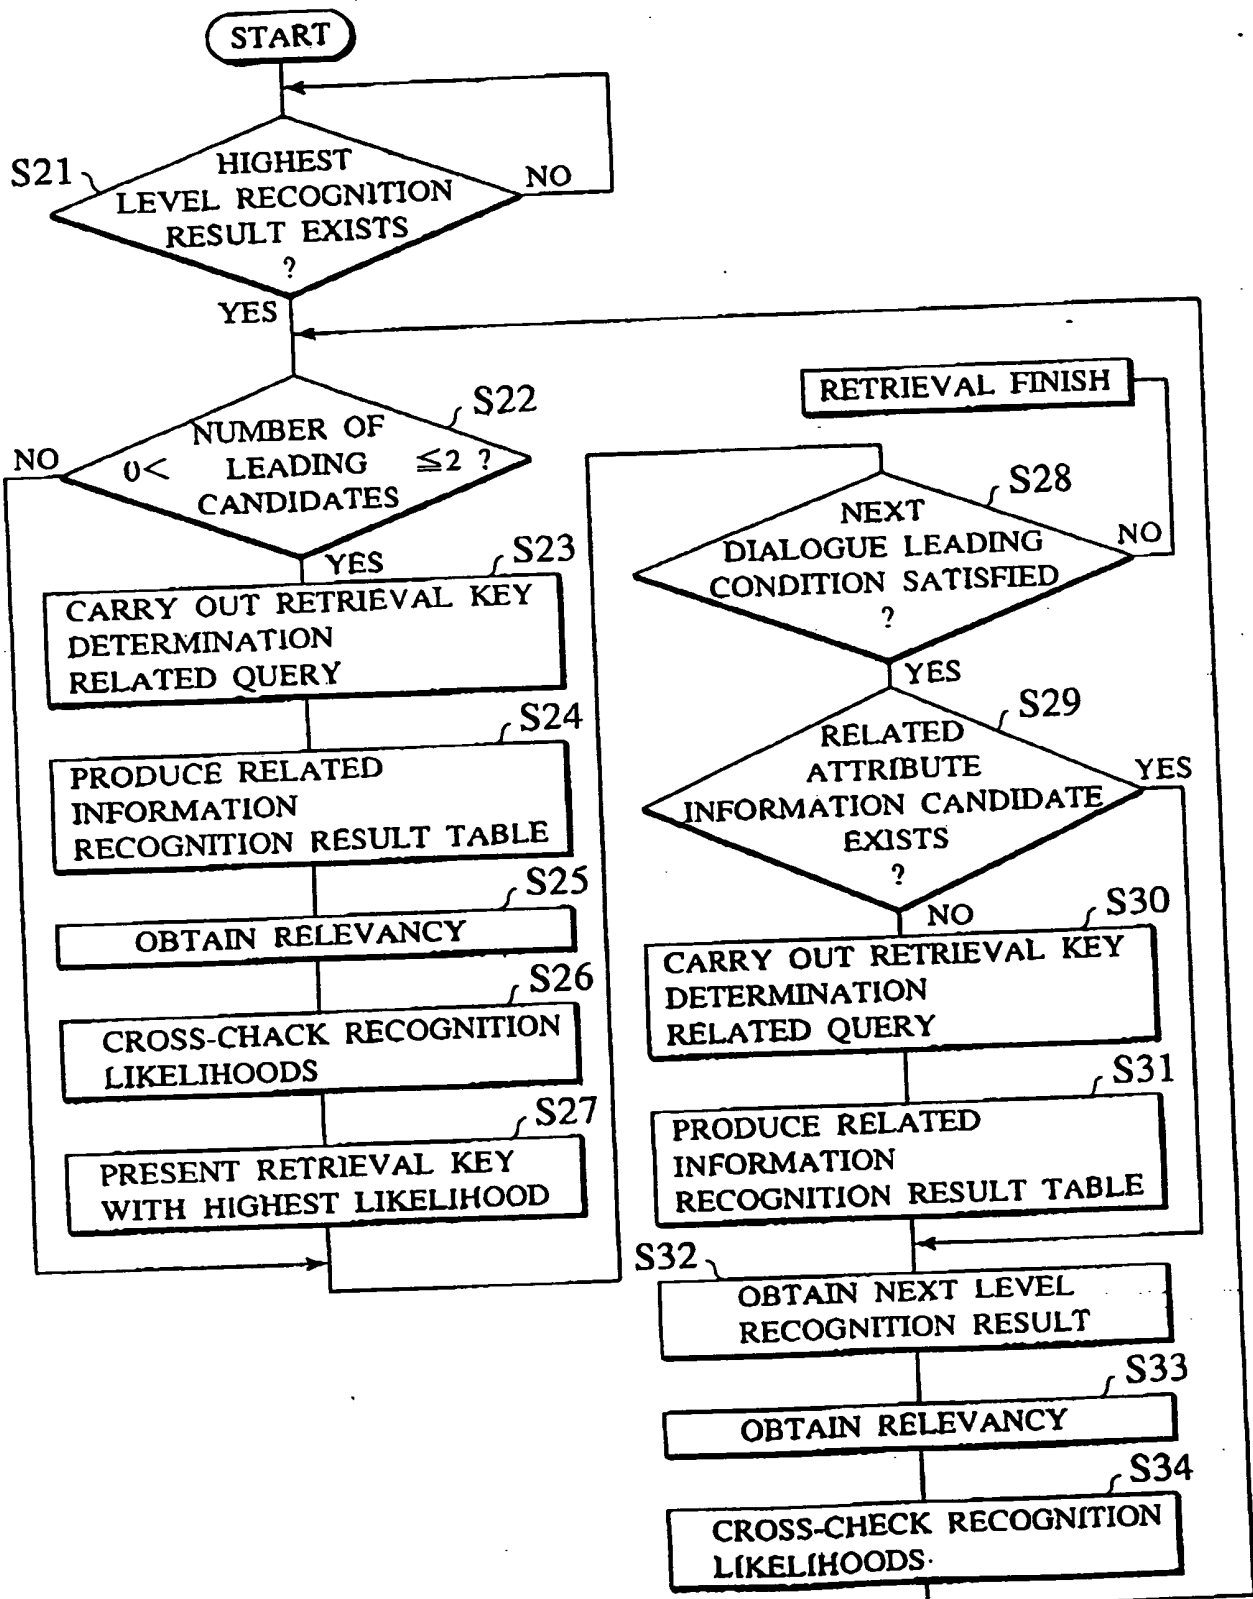 START
S21
HIGHEST
LEVEL RECOGNITION
RESULT EXISTS
?
NO
YES
S22
NUMBER OF
0< LEADING ≦2 ?
CANDIDATES
NO
YES
S23
CARRY OUT RETRIEVAL KEY
DETERMINATION
RELATED QUERY
S24
PRODUCE RELATED
INFORMATION
RECOGNITION RESULT TABLE
S25
OBTAIN RELEVANCY
S26
CROSS-CHACK RECOGNITION
LIKELIHOODS
S27
PRESENT RETRIEVAL KEY
WITH HIGHEST LIKELIHOOD
RETRIEVAL FINISH
S28
NEXT
DIALOGUE LEADING
CONDITION SATISFIED
?
NO
YES
S29
RELATED
ATTRIBUTE
INFORMATION CANDIDATE
EXISTS
?
YES
NO
S30
CARRY OUT RETRIEVAL KEY
DETERMINATION
RELATED QUERY
S31
PRODUCE RELATED
INFORMATION
RECOGNITION RESULT TABLE
S32
OBTAIN NEXT LEVEL
RECOGNITION RESULT
S33
OBTAIN RELEVANCY
S34
CROSS-CHECK RECOGNITION
LIKELIHOODS